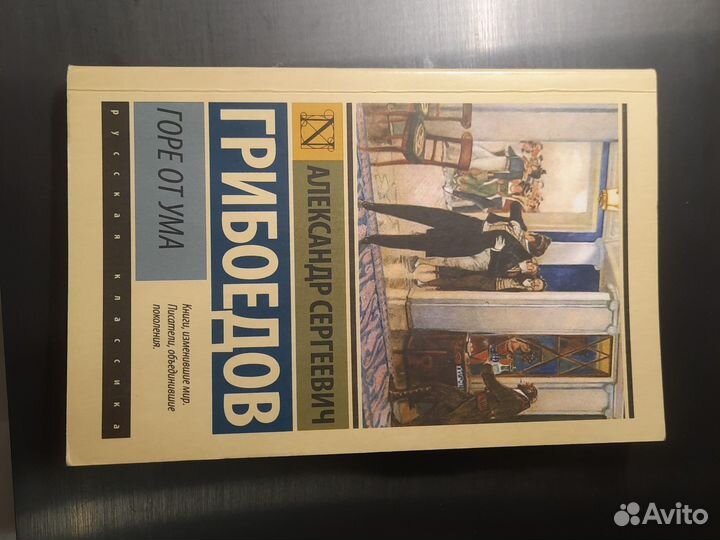 АЛЕКСАНДР СЕРГЕЕВИЧ
ГРИБОЕДОВ
ГОРЕ ОТ УМА
Книги, изменившие мир.
Писатели, объединившие
поколения.
русская классика
Avito